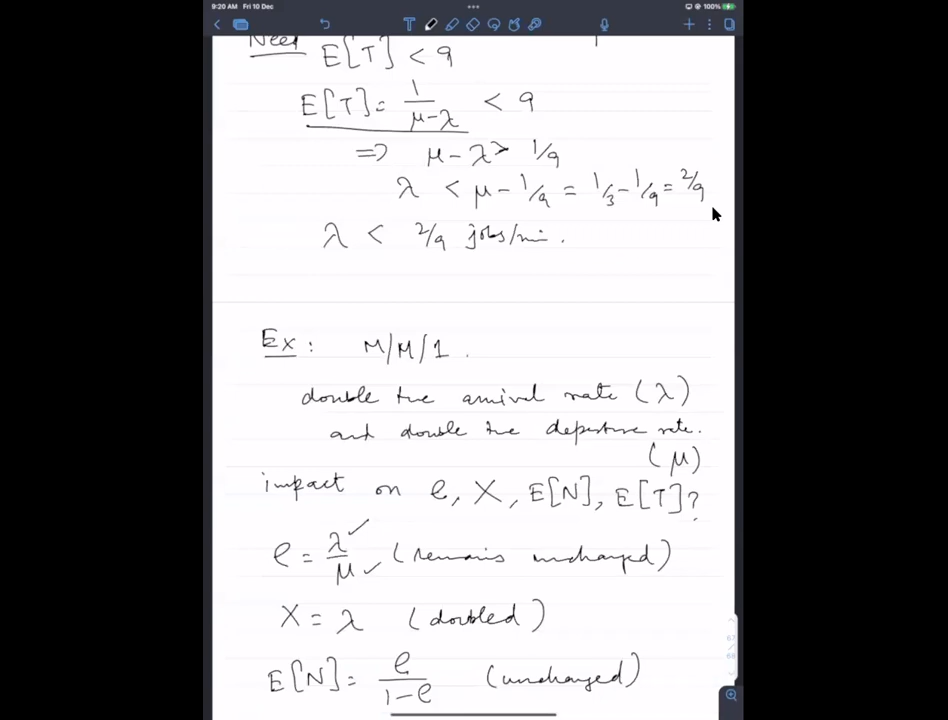 9:20 AM Fri 10 Dec
100%
Need E[T] < 9
E[T] = 1/(μ-λ) < 9
=> μ - λ > 1/9
λ < μ - 1/9 = 1/3 - 1/9 = 2/9
λ < 2/9 jobs/min.
Ex: M/M/1.
double the arrival rate (λ)
and double the departure rate.
(μ)
impact on ρ, X, E[N], E[T]?
ρ = λ/μ (remains unchanged)
X = λ (doubled)
E[N] = ρ/(1-ρ) (unchanged)